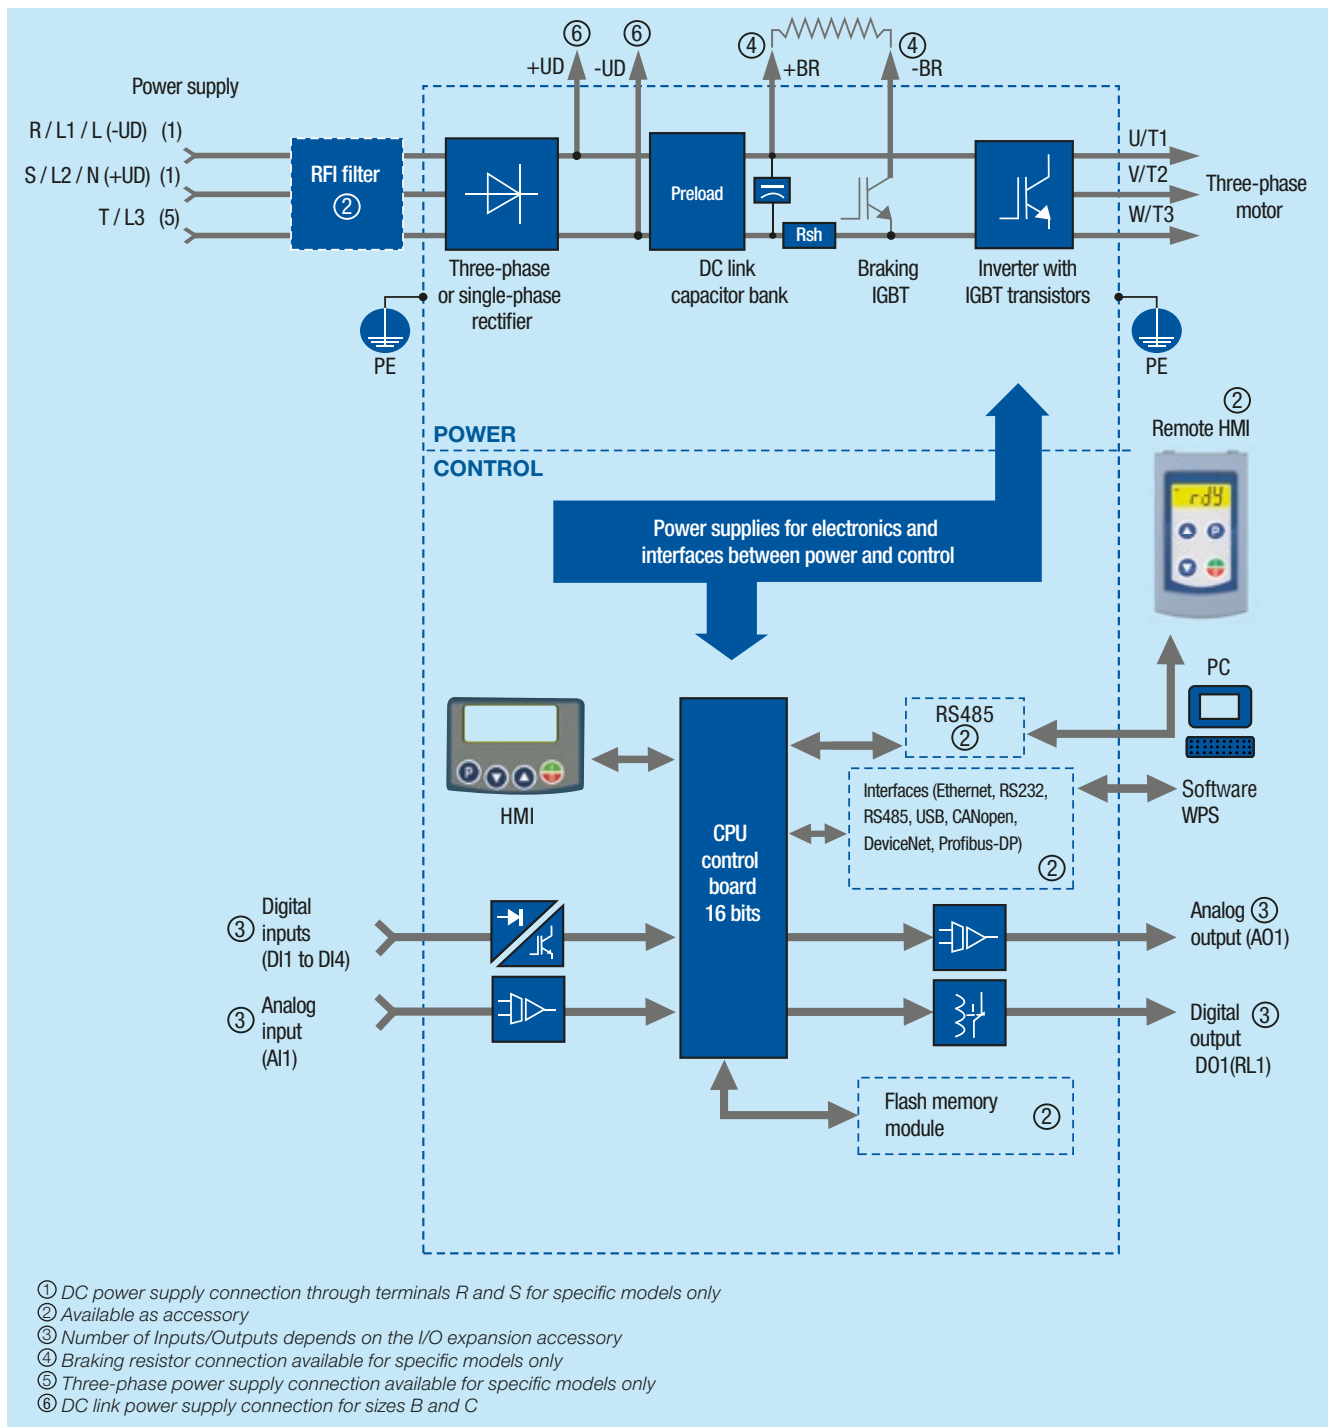 ⑥ ⑥
④ ④
+UD -UD +BR -BR
Power supply
R / L1 / L (-UD) (1)
S / L2 / N (+UD) (1)
T / L3 (5)
RFI filter
②
Preload
Rsh
U/T1
V/T2
W/T3
Three-phase
motor
Three-phase
or single-phase
rectifier
DC link
capacitor bank
Braking
IGBT
Inverter with
IGBT transistors
PE
PE
POWER
CONTROL
②
Remote HMI
rdy
P
Power supplies for electronics and
interfaces between power and control
PC
RS485
②
P
HMI
Interfaces (Ethernet, RS232,
RS485, USB, CANopen,
DeviceNet, Profibus-DP)
②
Software
WPS
CPU
control
board
16 bits
③ Digital
inputs
(DI1 to DI4)
③ Analog
input
(AI1)
Analog ③
output (AO1)
Digital ③
output
DO1(RL1)
Flash memory
module
②
① DC power supply connection through terminals R and S for specific models only
② Available as accessory
③ Number of Inputs/Outputs depends on the I/O expansion accessory
④ Braking resistor connection available for specific models only
⑤ Three-phase power supply connection available for specific models only
⑥ DC link power supply connection for sizes B and C